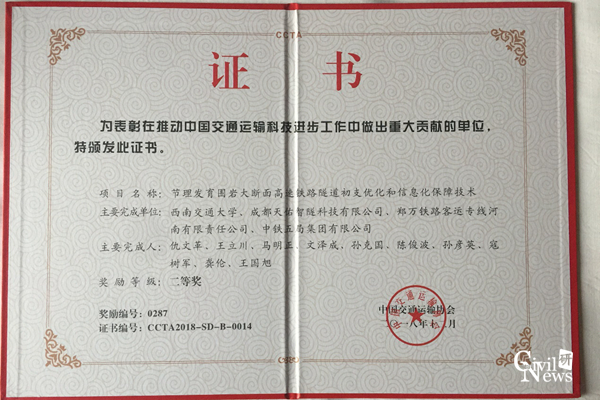 CCTA
证 书
为表彰在推动中国交通运输科技进步工作中做出重大贡献的单位,
特颁发此证书。
项目名称:节理发育围岩大断面高速铁路隧道初支优化和信息化保障技术
主要完成单位:西南交通大学、成都天佑智隧科技有限公司、郑万铁路客运专线河
南有限责任公司、中铁五局集团有限公司
主要完成人:仇文革、王立川、马明正、文泽成、孙克国、陈俊波、孙彦英、寇
树军、龚伦、王国旭
奖励等级:二等奖
奖励编号:0287
证书编号:CCTA2018-SD-B-0014
中国交通运输协会
二〇一八年十二月
Civil研
News